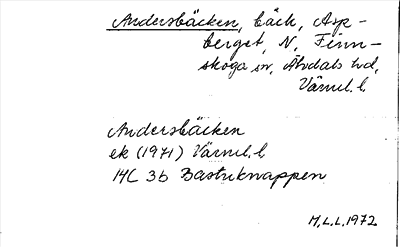 Andersbäcken, bäck, Asp-
berget, N. Finn-
skoga sn, Älvdals hd,
Värml. l.
Andersbäcken
ek (1971) Värml. l
14C 3b Bastuknappen
M.L.L. 1972